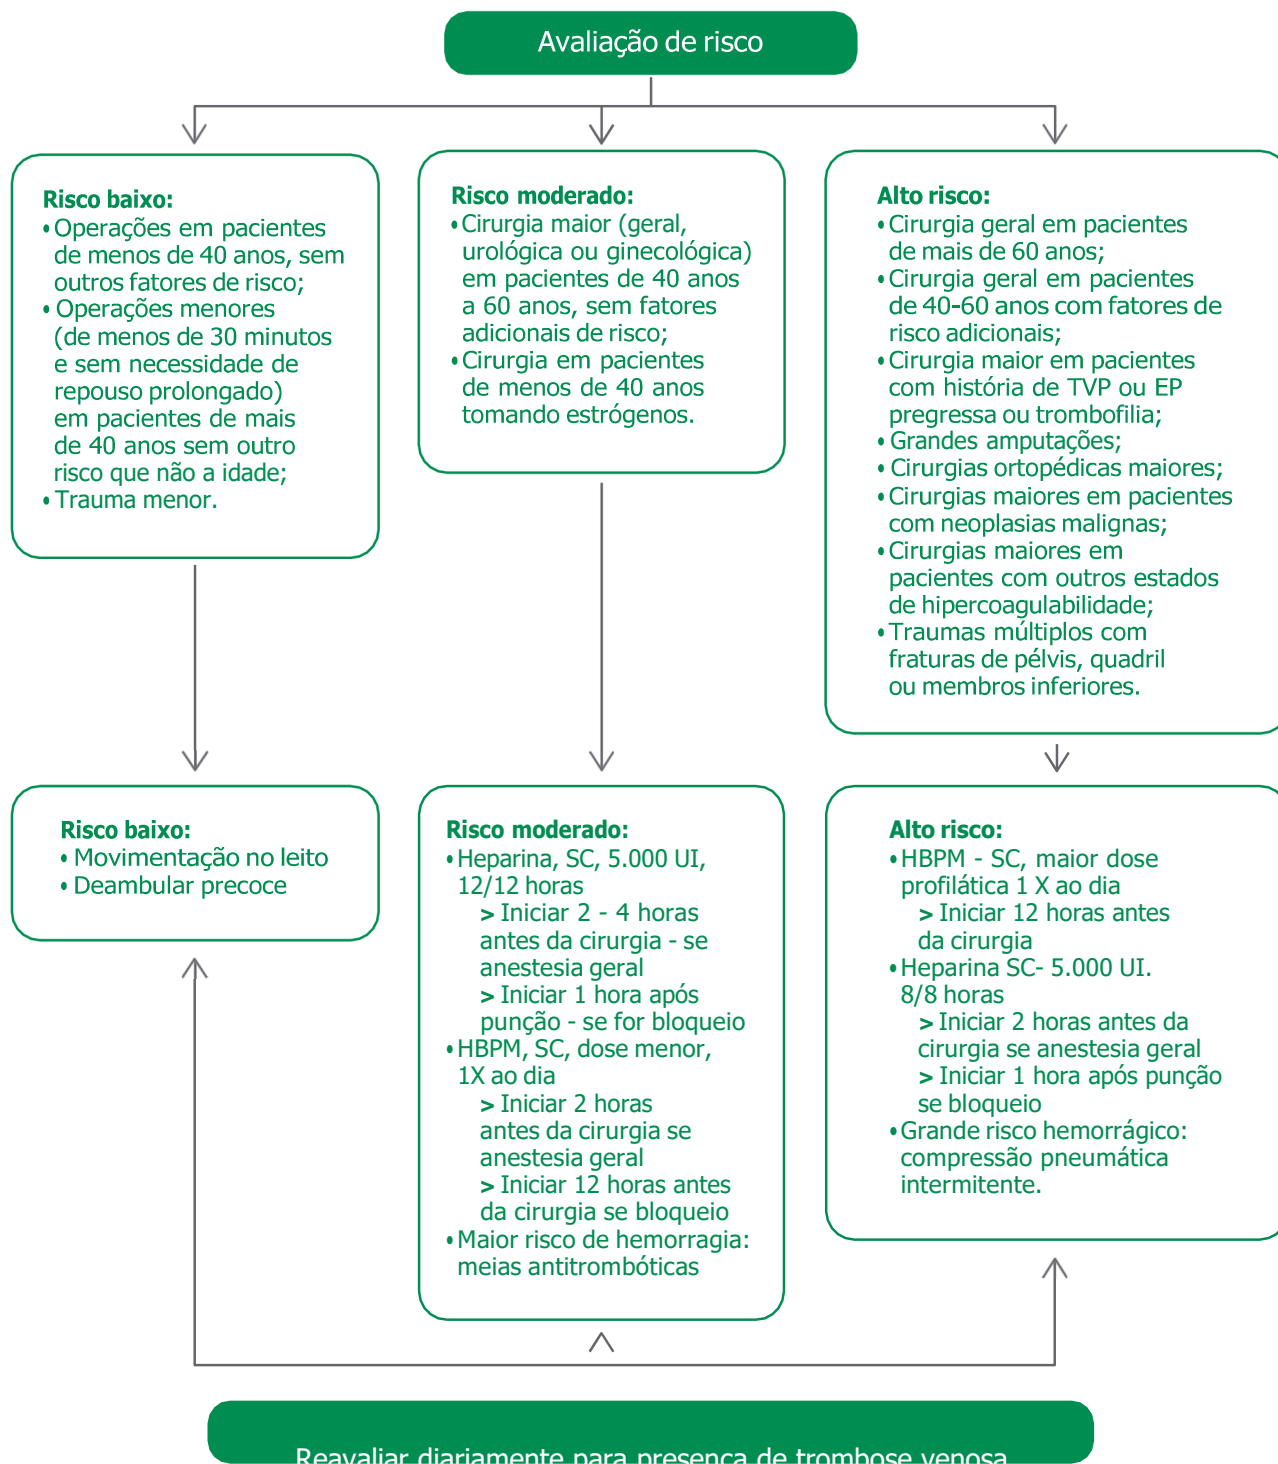 Avaliação de risco
Risco baixo:
• Operações em pacientes
de menos de 40 anos, sem
outros fatores de risco;
• Operações menores
(de menos de 30 minutos
e sem necessidade de
repouso prolongado)
em pacientes de mais
de 40 anos sem outro
risco que não a idade;
• Trauma menor.
Risco moderado:
• Cirurgia maior (geral,
urológica ou ginecológica)
em pacientes de 40 anos
a 60 anos, sem fatores
adicionais de risco;
• Cirurgia em pacientes
de menos de 40 anos
tomando estrógenos.
Alto risco:
• Cirurgia geral em pacientes
de mais de 60 anos;
• Cirurgia geral em pacientes
de 40-60 anos com fatores de
risco adicionais;
• Cirurgia maior em pacientes
com história de TVP ou EP
pregressa ou trombofilia;
• Grandes amputações;
• Cirurgias ortopédicas maiores;
• Cirurgias maiores em pacientes
com neoplasias malignas;
• Cirurgias maiores em
pacientes com outros estados
de hipercoagulabilidade;
• Traumas múltiplos com
fraturas de pélvis, quadril
ou membros inferiores.
Risco baixo:
• Movimentação no leito
• Deambular precoce
Risco moderado:
• Heparina, SC, 5.000 UI,
12/12 horas
> Iniciar 2 - 4 horas
antes da cirurgia - se
anestesia geral
> Iniciar 1 hora após
punção - se for bloqueio
• HBPM, SC, dose menor,
1X ao dia
> Iniciar 2 horas
antes da cirurgia se
anestesia geral
> Iniciar 12 horas antes
da cirurgia se bloqueio
• Maior risco de hemorragia:
meias antitrombóticas
Alto risco:
• HBPM - SC, maior dose
profilática 1 X ao dia
> Iniciar 12 horas antes
da cirurgia
• Heparina SC- 5.000 UI.
8/8 horas
> Iniciar 2 horas antes da
cirurgia se anestesia geral
> Iniciar 1 hora após punção
se bloqueio
• Grande risco hemorrágico:
compressão pneumática
intermitente.
Reavaliar diariamente para presença de trombose venosa